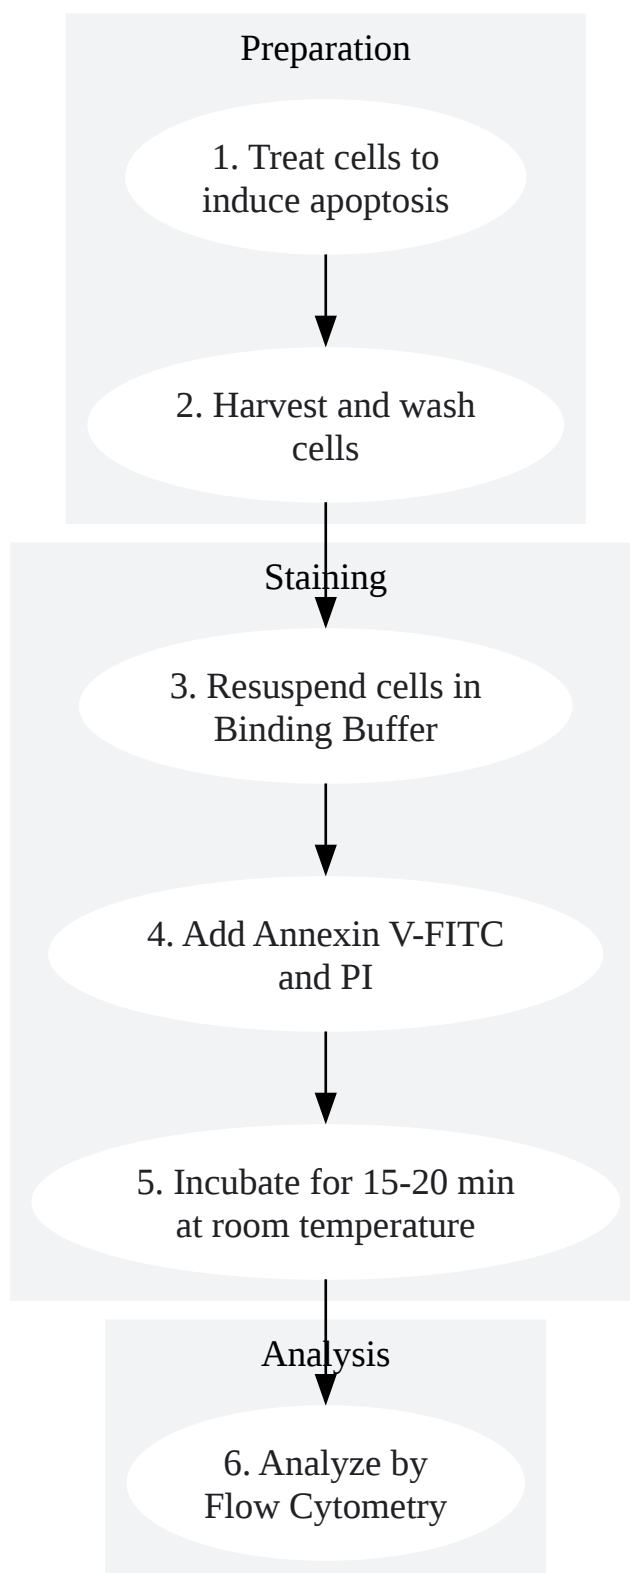 Preparation
1. Treat cells to
induce apoptosis
2. Harvest and wash
cells
Staining
3. Resuspend cells in
Binding Buffer
4. Add Annexin V-FITC
and PI
5. Incubate for 15-20 min
at room temperature
Analysis
6. Analyze by
Flow Cytometry